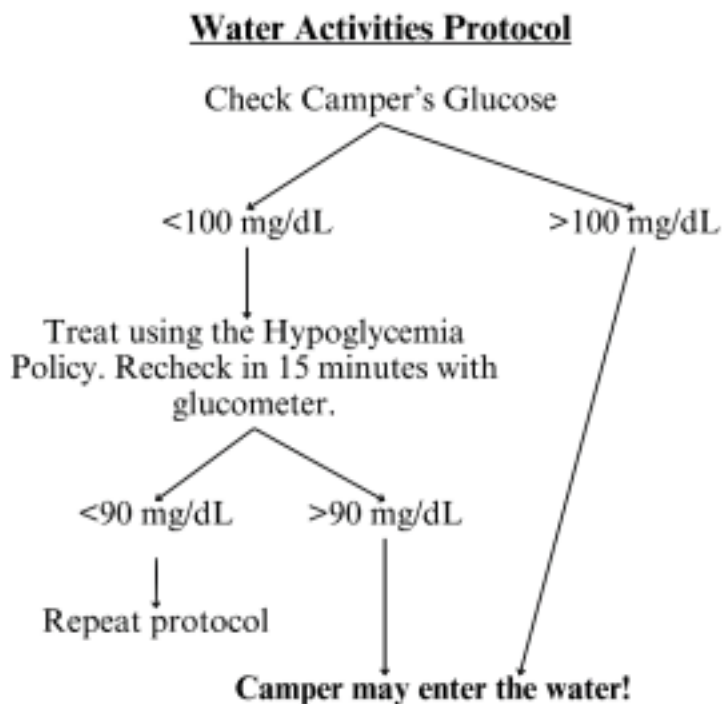 Water Activities Protocol
Check Camper's Glucose
<100 mg/dL
>100 mg/dL
Treat using the Hypoglycemia
Policy. Recheck in 15 minutes with
glucometer.
<90 mg/dL
>90 mg/dL
Repeat protocol
Camper may enter the water!